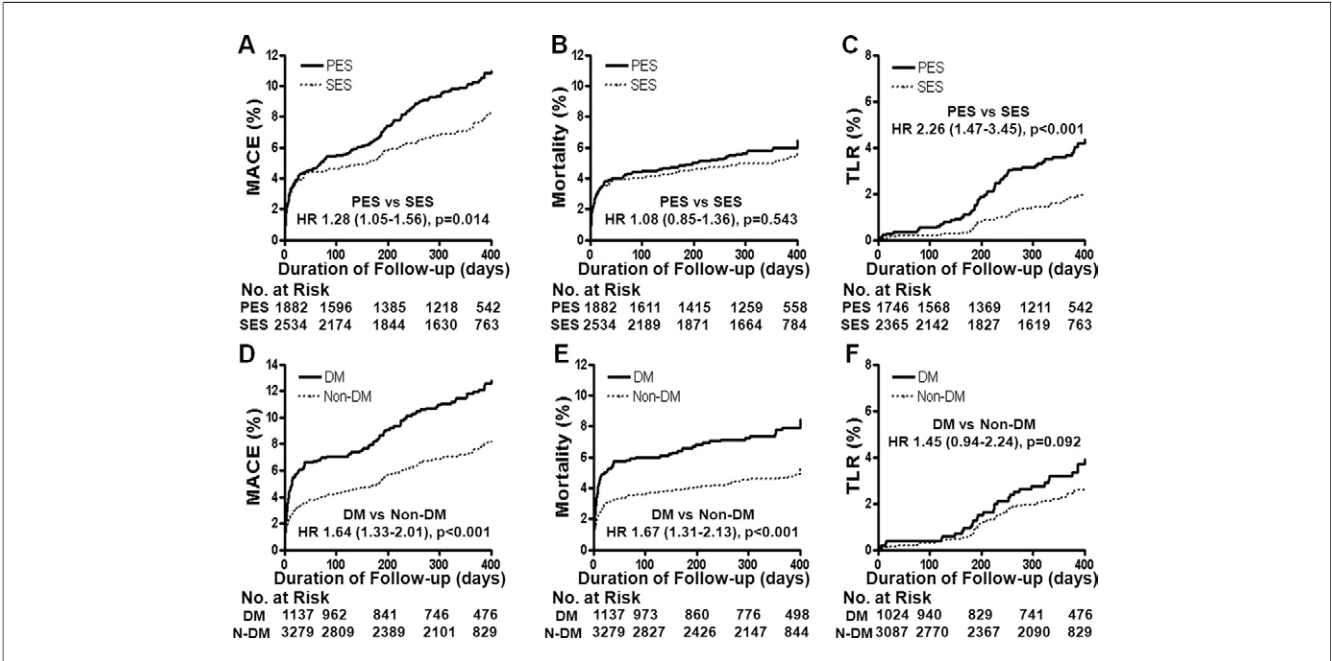 A
12
10
8
6
4
2
0
MACE (%)
PES
SES
PES vs SES
HR 1.28 (1.05-1.56), p=0.014
0 100 200 300 400
Duration of Follow-up (days)
No. at Risk
PES 1882 1596 1385 1218 542
SES 2534 2174 1844 1630 763
B
12
10
8
6
4
2
0
Mortality (%)
PES
SES
PES vs SES
HR 1.08 (0.85-1.36), p=0.543
0 100 200 300 400
Duration of Follow-up (days)
No. at Risk
PES 1882 1611 1415 1259 558
SES 2534 2189 1871 1664 784
C
8
6
4
2
0
TLR (%)
PES
SES
PES vs SES
HR 2.26 (1.47-3.45), p<0.001
0 100 200 300 400
Duration of Follow-up (days)
No. at Risk
PES 1746 1568 1369 1211 542
SES 2365 2142 1827 1619 763
D
14
12
10
8
6
4
2
0
MACE (%)
DM
Non-DM
DM vs Non-DM
HR 1.64 (1.33-2.01), p<0.001
0 100 200 300 400
Duration of Follow-up (days)
No. at Risk
DM 1137 962 841 746 476
N-DM 3279 2809 2389 2101 829
E
12
10
8
6
4
2
0
Mortality (%)
DM
Non-DM
DM vs Non-DM
HR 1.67 (1.31-2.13), p<0.001
0 100 200 300 400
Duration of Follow-up (days)
No. at Risk
DM 1137 973 860 776 498
N-DM 3279 2827 2426 2147 844
F
8
6
4
2
0
TLR (%)
DM
Non-DM
DM vs Non-DM
HR 1.45 (0.94-2.24), p=0.092
0 100 200 300 400
Duration of Follow-up (days)
No. at Risk
DM 1024 940 829 741 476
N-DM 3087 2770 2367 2090 829